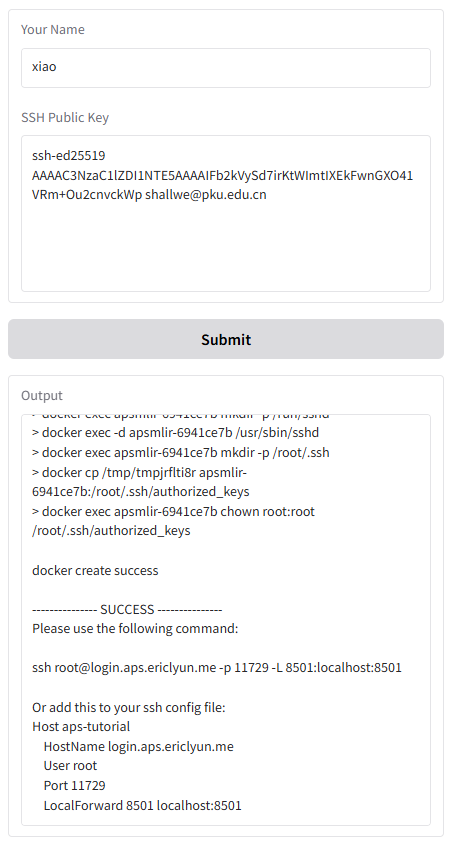 Your Name
xiao
SSH Public Key
ssh-ed25519
AAAAC3NzaC1lZDI1NTE5AAAAIFb2kVySd7irKtWImtIXEkFwnGXO41
VRm+Ou2cnvckWp shallwe@pku.edu.cn
Submit
Output
> docker exec apsmlir-6941ce7b mkdir -p /run/sshd
> docker exec -d apsmlir-6941ce7b /usr/sbin/sshd
> docker exec apsmlir-6941ce7b mkdir -p /root/.ssh
> docker cp /tmp/tmpjrflti8r apsmlir-
6941ce7b:/root/.ssh/authorized_keys
> docker exec apsmlir-6941ce7b chown root:root
/root/.ssh/authorized_keys
docker create success
--------------- SUCCESS ---------------
Please use the following command:
ssh root@login.aps.ericlyun.me -p 11729 -L 8501:localhost:8501
Or add this to your ssh config file:
Host aps-tutorial
HostName login.aps.ericlyun.me
User root
Port 11729
LocalForward 8501 localhost:8501